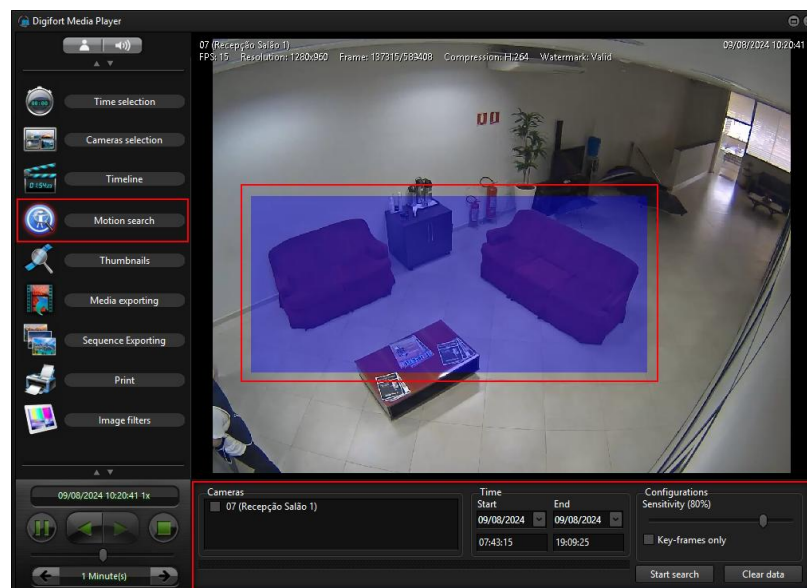 Digifort Media Player
07 (Recepção Salão 1)
09/08/2024 10:20:41
FPS: 15 Resolution: 1280x960 Frame: 137315/589408 Compression: H.264 Watermark: Valid
Time selection
Cameras selection
Timeline
Motion search
Thumbnails
Media exporting
Sequence Exporting
Print
Image filters
09/08/2024 10:20:41 1x
1 Minute(s)
Cameras
07 (Recepção Salão 1)
Time
Start
End
09/08/2024
09/08/2024
07:43:15
19:09:25
Configurations
Sensitivity (80%)
Key-frames only
Start search
Clear data